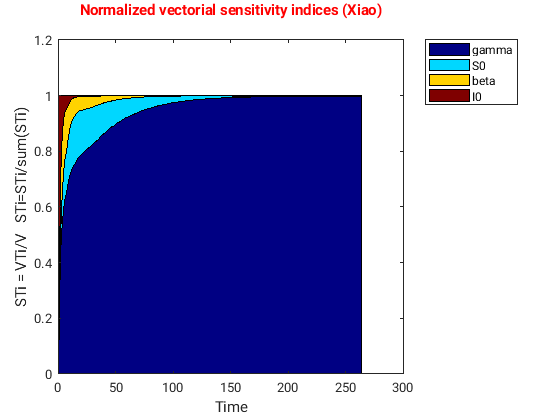 Normalized vectorial sensitivity indices (Xiao)
1.2
1
0.8
0.6
0.4
0.2
0
STi = VTi/V STi=STi/sum(STi)
0 50 100 150 200 250 300
Time
gamma
S0
beta
I0